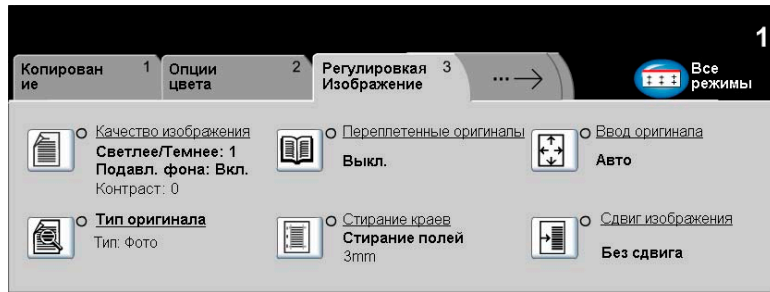 1
Копирован 1
ие
Опции 2
цвета
Регулировкая 3
Изображение
Все
режимы
Качество изображения
Светлее/Темнее: 1
Подавл. фона: Вкл.
Контраст: 0
Переплетенные оригиналы
Выкл.
Ввод оригинала
Авто
Тип оригинала
Тип: Фото
Стирание краев
Стирание полей
3mm
Сдвиг изображения
Без сдвига